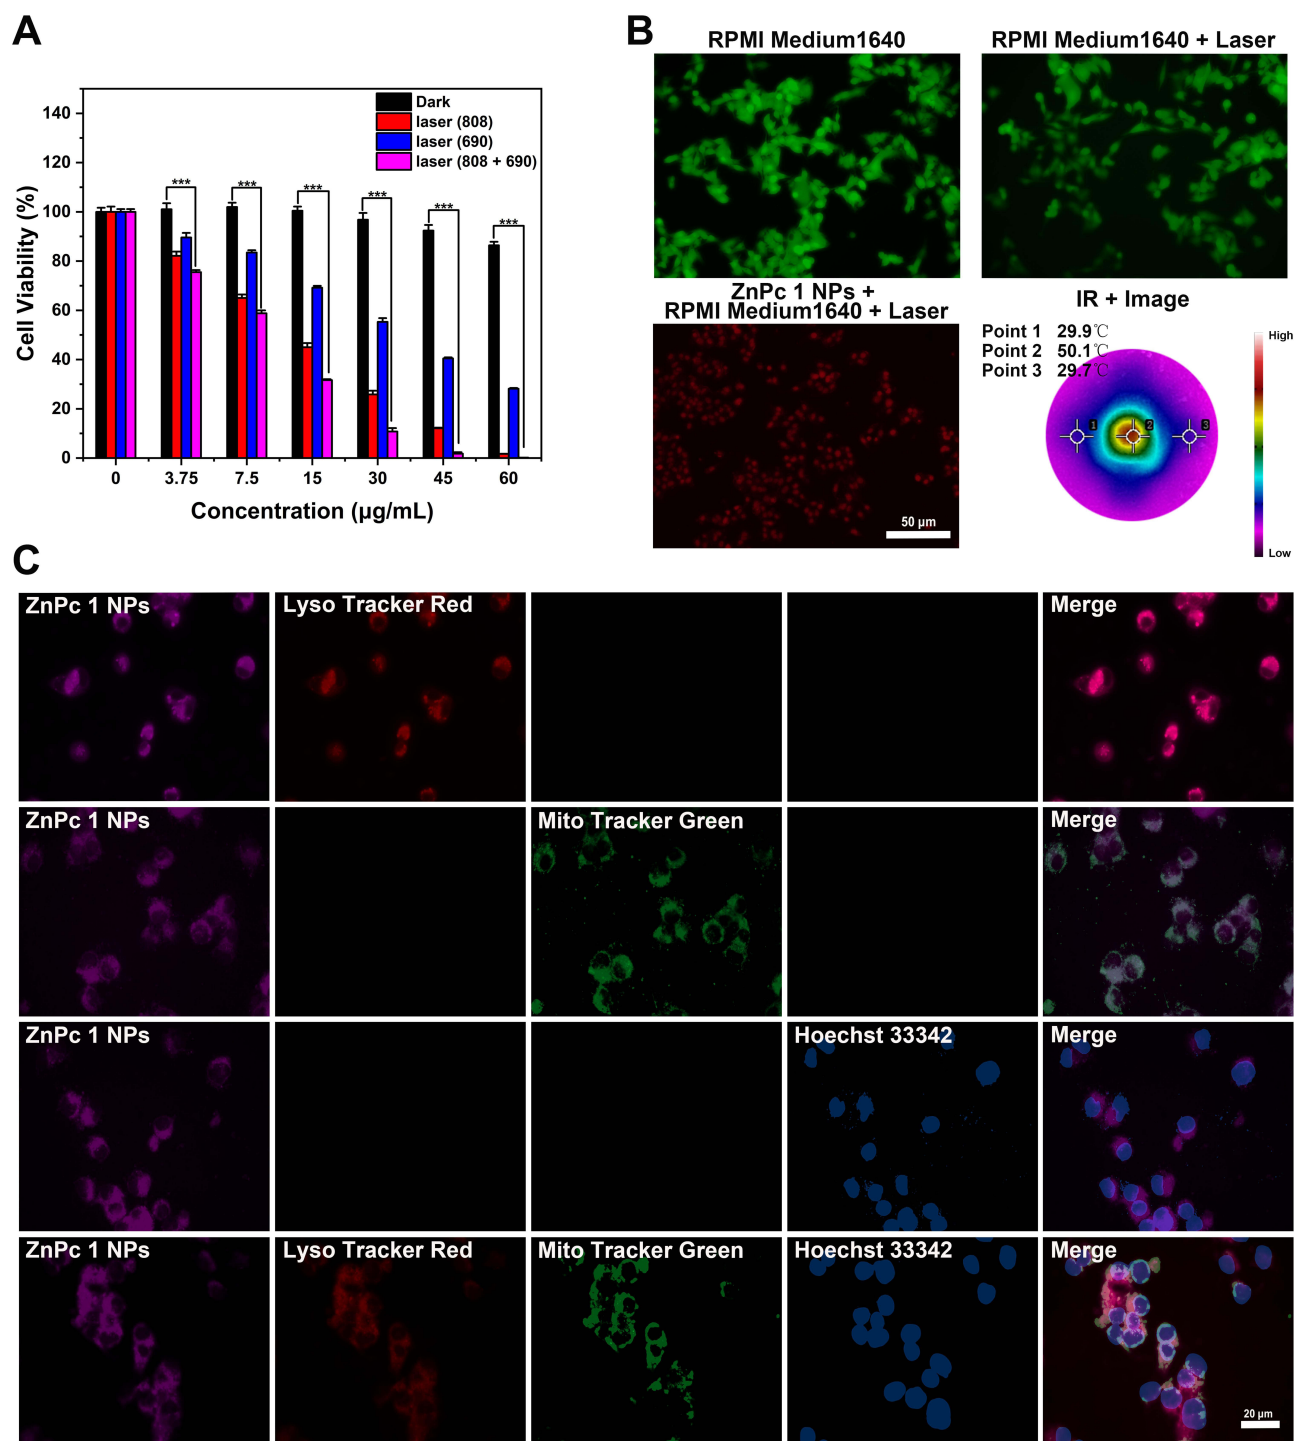 A
140
120
100
80
60
40
20
0
Cell Viability (%)
Dark
laser (808)
laser (690)
laser (808 + 690)
***
***
***
***
***
***
0 3.75 7.5 15 30 45 60
Concentration (µg/mL)
B
RPMI Medium1640
RPMI Medium1640 + Laser
ZnPc 1 NPs +
RPMI Medium1640 + Laser
50 µm
IR + Image
Point 1 29.9℃
Point 2 50.1℃
Point 3 29.7℃
1
2
3
High
Low
C
ZnPc 1 NPs
Lyso Tracker Red
Merge
ZnPc 1 NPs
Mito Tracker Green
Merge
ZnPc 1 NPs
Hoechst 33342
Merge
ZnPc 1 NPs
Lyso Tracker Red
Mito Tracker Green
Hoechst 33342
Merge
20 µm